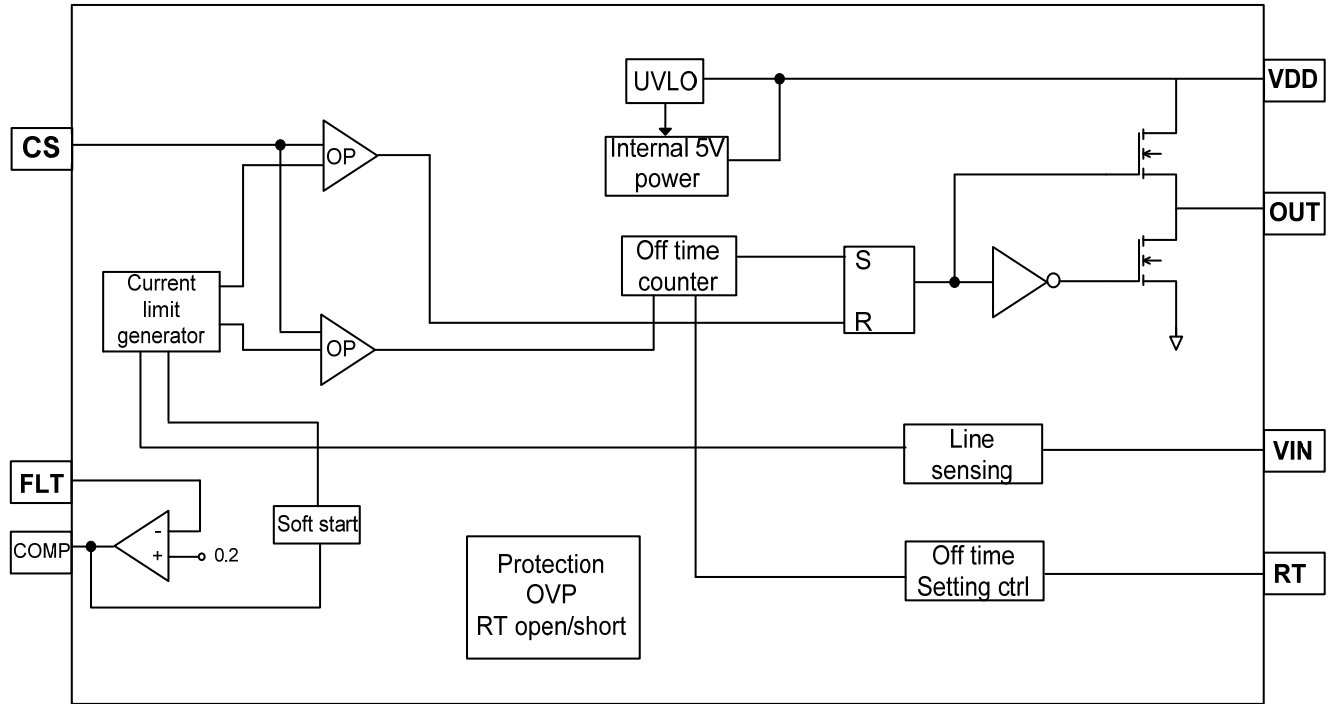 UVLO
VDD
CS
OP
Internal 5V
power
OUT
Off time
counter
S
R
Current
limit
generator
OP
Line
sensing
VIN
FLT
COMP
-
+
0.2
Soft start
Protection
OVP
RT open/short
Off time
Setting ctrl
RT